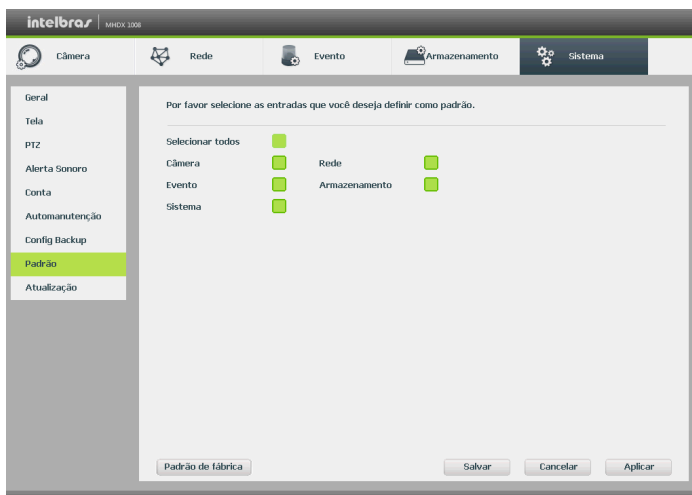 intelbras MHDX 1008
Câmera Rede Evento Armazenamento Sistema
Geral
Tela
PTZ
Alerta Sonoro
Conta
Automanutenção
Config Backup
Padrão
Atualização
Por favor selecione as entradas que você deseja definir como padrão.
Selecionar todos
Câmera Rede
Evento Armazenamento
Sistema
Padrão de fábrica Salvar Cancelar Aplicar